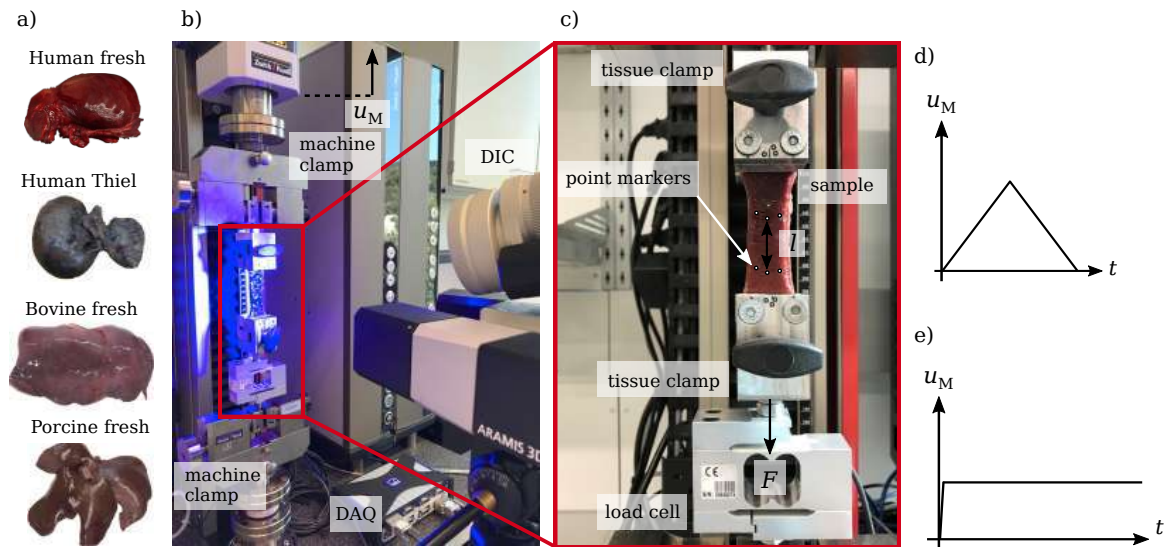 a)
Human fresh
Human Thiel
Bovine fresh
Porcine fresh
b)
u_M
machine
clamp
DIC
ARAMIS 3D
machine
clamp
DAQ
c)
tissue clamp
point markers
sample
l
tissue clamp
CE
F
load cell
d)
u_M
t
e)
u_M
t